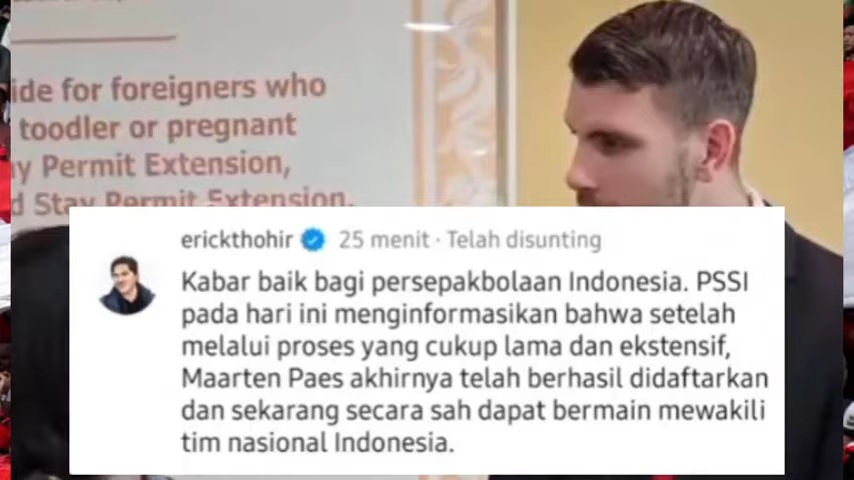 ide for foreigners who
toodler or pregnant
y Permit Extension,
d Stay Permit Extension.
erickthohir 25 menit · Telah disunting
Kabar baik bagi persepakbolaan Indonesia. PSSI
pada hari ini menginformasikan bahwa setelah
melalui proses yang cukup lama dan ekstensif,
Maarten Paes akhirnya telah berhasil didaftarkan
dan sekarang secara sah dapat bermain mewakili
tim nasional Indonesia.